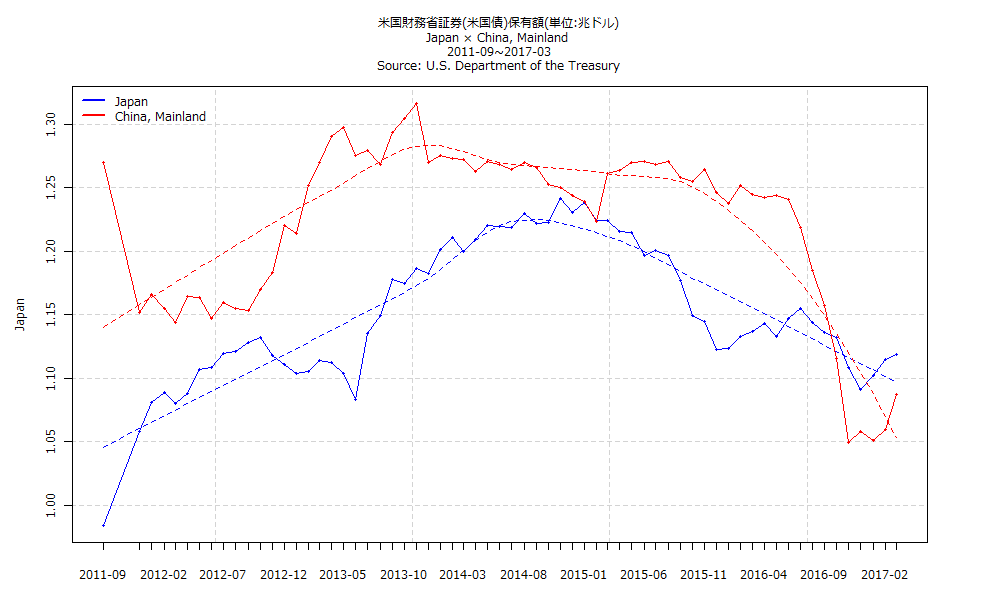 米国財務省証券(米国債)保有額(単位:兆ドル)
Japan × China, Mainland
2011-09~2017-03
Source: U.S. Department of the Treasury
Japan
China, Mainland
1.30
1.25
1.20
1.15
1.10
1.05
1.00
Japan
2011-09 2012-02 2012-07 2012-12 2013-05 2013-10 2014-03 2014-08 2015-01 2015-06 2015-11 2016-04 2016-09 2017-02